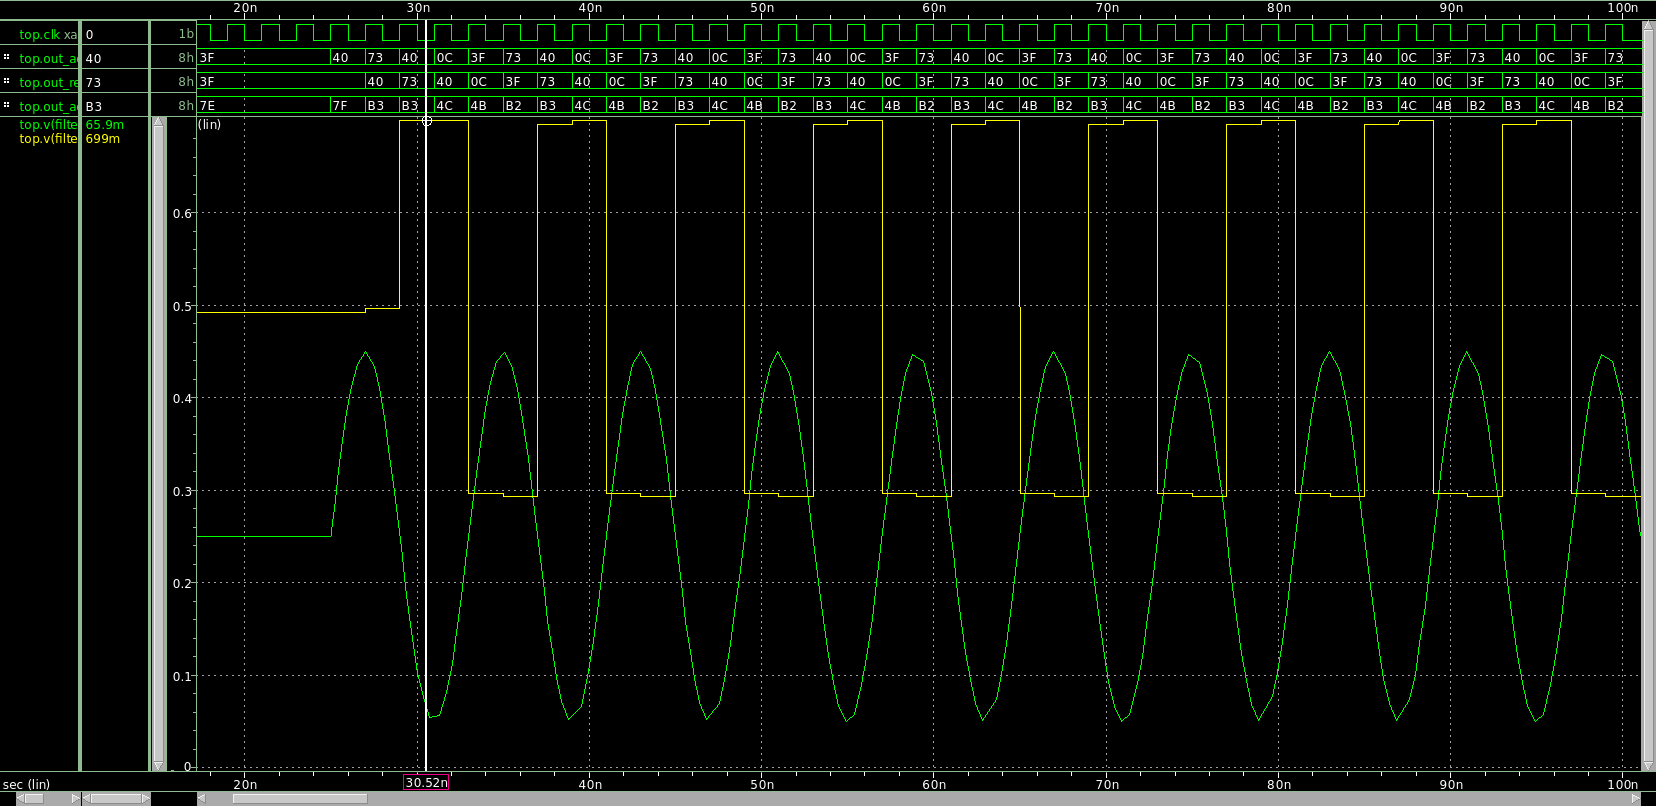 20n 30n 40n 50n 60n 70n 80n 90n 100n
top.clk xa 0 1b
top.out_a 40 8h 3F 40 73 40 0C 3F 73 40 0C 3F 73 40 0C 3F 73 40 0C 3F 73 40 0C 3F 73 40 0C 3F 73 40 0C 3F 73 40 0C 3F 73 40 0C 3F 73
top.out_re 73 8h 3F 40 73 40 0C 3F 73 40 0C 3F 73 40 0C 3F 73 40 0C 3F 73 40 0C 3F 73 40 0C 3F 73 40 0C 3F 73 40 0C 3F 73 40 0C 3F
top.out_a B3 8h 7E 7F B3 B3 4C 4B B2 B3 4C 4B B2 B3 4C 4B B2 B3 4C 4B B2 B3 4C 4B B2 B3 4C 4B B2 B3 4C 4B B2 B3 4C 4B B2 B3 4C 4B B2
top.v(filte 65.9m (lin)
top.v(filte 699m
0.6
0.5
0.4
0.3
0.2
0.1
0
sec (lin) 20n 30.52n 40n 50n 60n 70n 80n 90n 100n